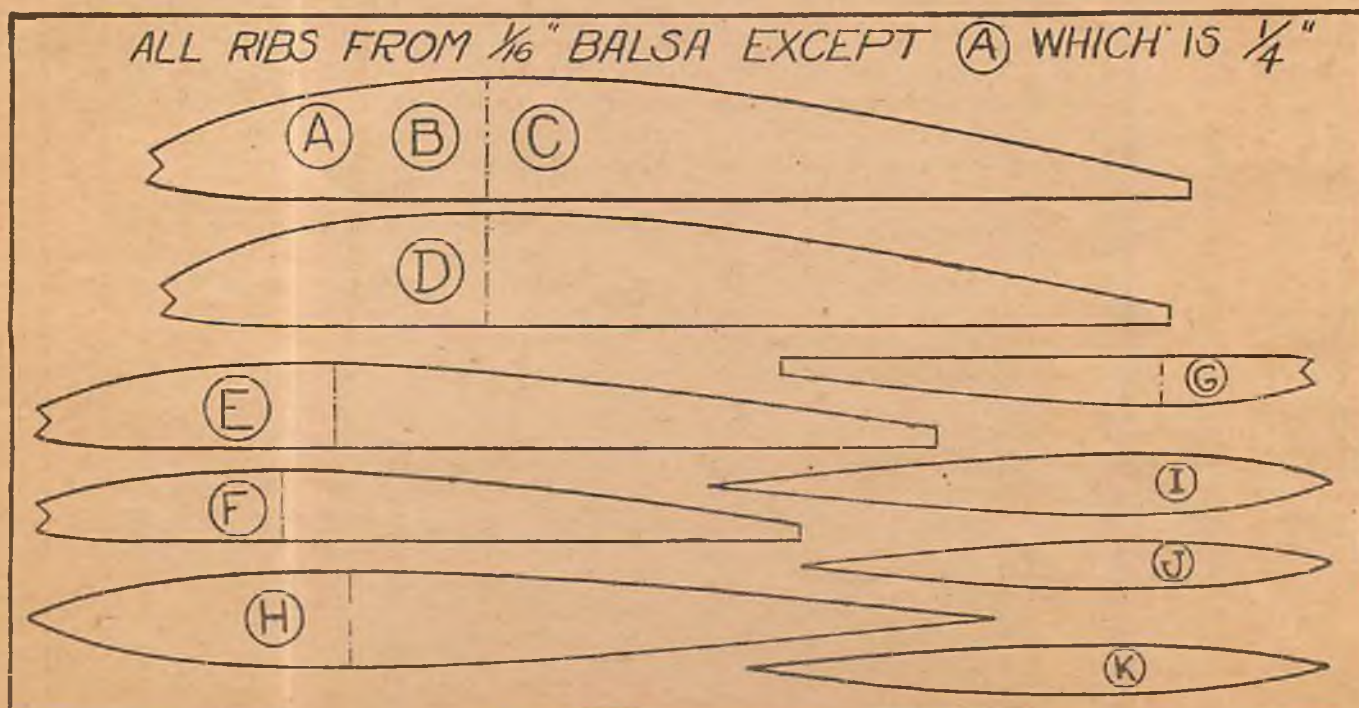 ALL RIBS FROM 1/16" BALSA EXCEPT Ⓐ WHICH IS 1/4"
A B C
D
E
G
F
I
J
H
K